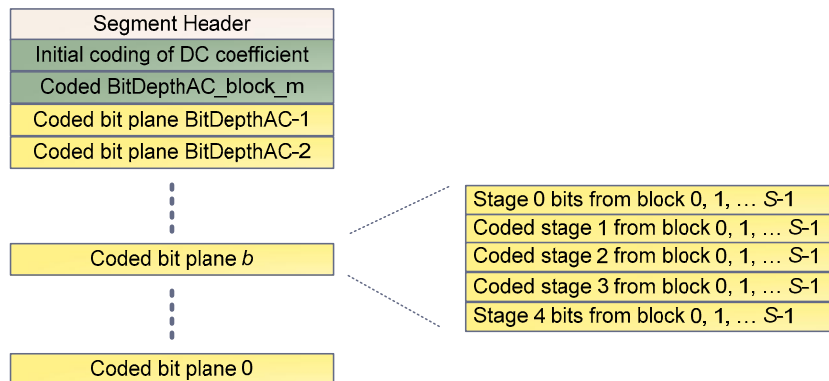 Segment Header
Initial coding of DC coefficient
Coded BitDepthAC_block_m
Coded bit plane BitDepthAC-1
Coded bit plane BitDepthAC-2
Coded bit plane b
Coded bit plane 0
Stage 0 bits from block 0, 1, … S-1
Coded stage 1 from block 0, 1, … S-1
Coded stage 2 from block 0, 1, … S-1
Coded stage 3 from block 0, 1, … S-1
Stage 4 bits from block 0, 1, … S-1